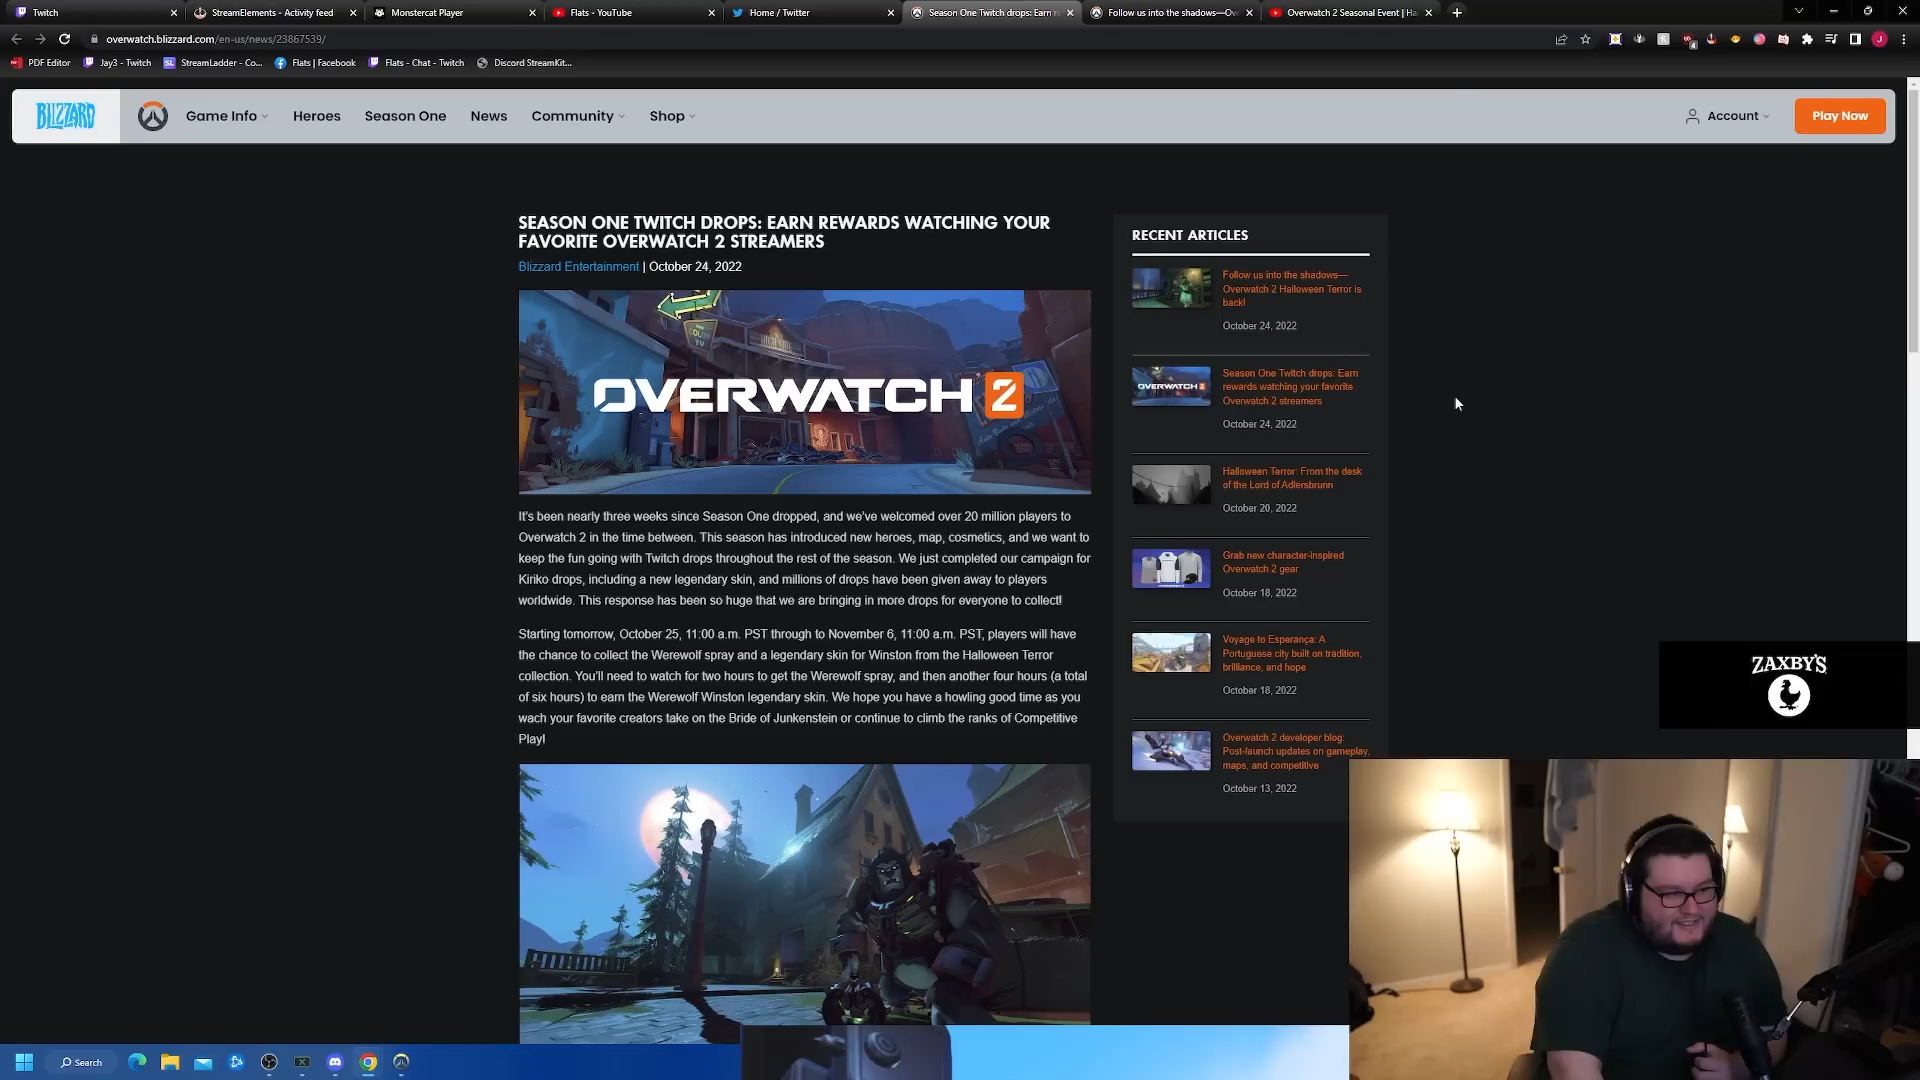 Twitch
StreamElements - Activity feed
Monstercat Player
Flats - YouTube
Home / Twitter
Season One Twitch drops: Earn r
Follow us into the shadows—Ov
Overwatch 2 Seasonal Event | Ha
overwatch.blizzard.com/en-us/news/23867539/
PDF Editor
Jay3 - Twitch
StreamLadder - Co...
Flats | Facebook
Flats - Chat - Twitch
Discord StreamKit...
BLIZZARD
Game Info
Heroes
Season One
News
Community
Shop
Account
Play Now
SEASON ONE TWITCH DROPS: EARN REWARDS WATCHING YOUR
FAVORITE OVERWATCH 2 STREAMERS
Blizzard Entertainment | October 24, 2022
OVERWATCH 2
It's been nearly three weeks since Season One dropped, and we've welcomed over 20 million players to
Overwatch 2 in the time between. This season has introduced new heroes, map, cosmetics, and we want to
keep the fun going with Twitch drops throughout the rest of the season. We just completed our campaign for
Kiriko drops, including a new legendary skin, and millions of drops have been given away to players
worldwide. This response has been so huge that we are bringing in more drops for everyone to collect!
Starting tomorrow, October 25, 11:00 a.m. PST through to November 6, 11:00 a.m. PST, players will have
the chance to collect the Werewolf spray and a legendary skin for Winston from the Halloween Terror
collection. You'll need to watch for two hours to get the Werewolf spray, and then another four hours (a total
of six hours) to earn the Werewolf Winston legendary skin. We hope you have a howling good time as you
wach your favorite creators take on the Bride of Junkenstein or continue to climb the ranks of Competitive
Play!
RECENT ARTICLES
Follow us into the shadows—
Overwatch 2 Halloween Terror is
back!
October 24, 2022
OVERWATCH 2
Season One Twitch drops: Earn
rewards watching your favorite
Overwatch 2 streamers
October 24, 2022
Halloween Terror: From the desk
of the Lord of Adlersbrunn
October 20, 2022
Grab new character-inspired
Overwatch 2 gear
October 18, 2022
Voyage to Esperança: A
Portuguese city built on tradition,
brilliance, and hope
October 18, 2022
Overwatch 2 developer blog:
Post-launch updates on gameplay,
maps, and competitive
October 13, 2022
ZAXBY'S
Search